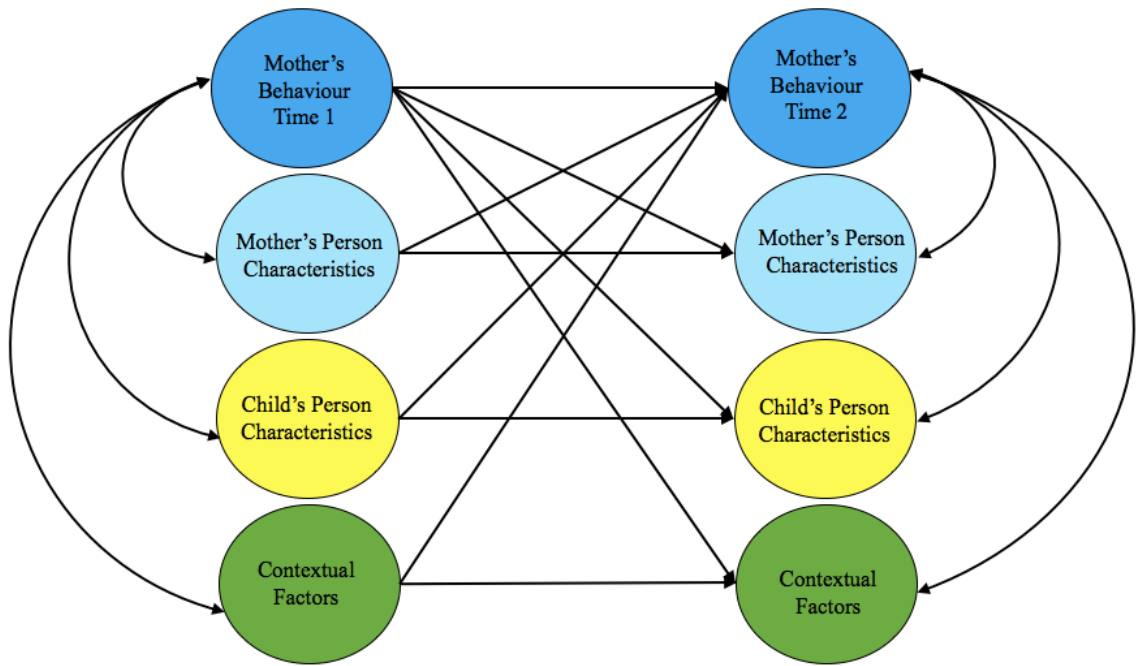 Mother's
Behaviour
Time 1
Mother's
Behaviour
Time 2
Mother's Person
Characteristics
Mother's Person
Characteristics
Child's Person
Characteristics
Child's Person
Characteristics
Contextual
Factors
Contextual
Factors